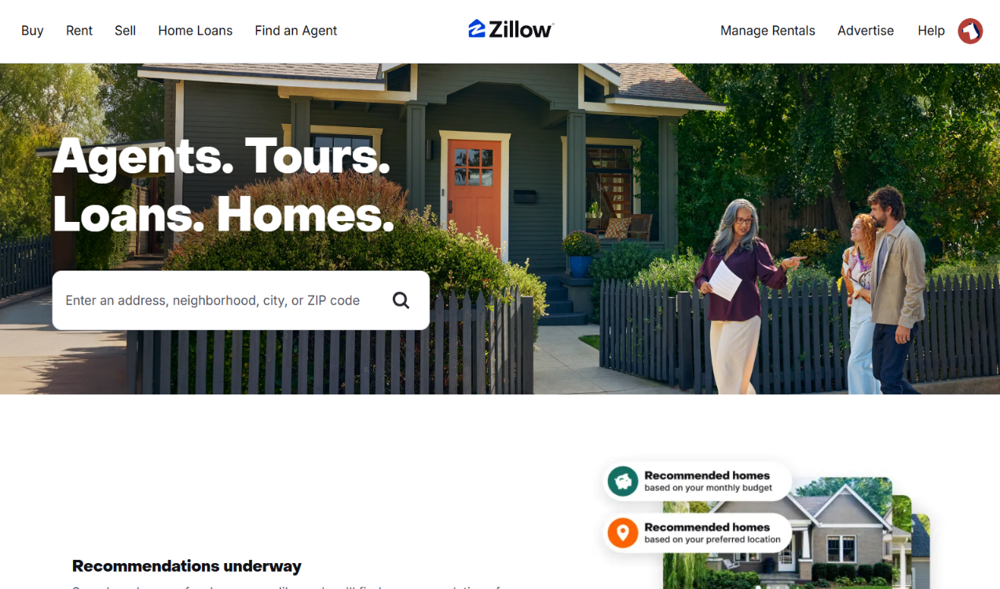 Buy Rent Sell Home Loans Find an Agent Zillow Manage Rentals Advertise Help
Agents. Tours.
Loans. Homes.
Enter an address, neighborhood, city, or ZIP code
Recommended homes
based on your monthly budget
Recommended homes
based on your preferred location
Recommendations underway